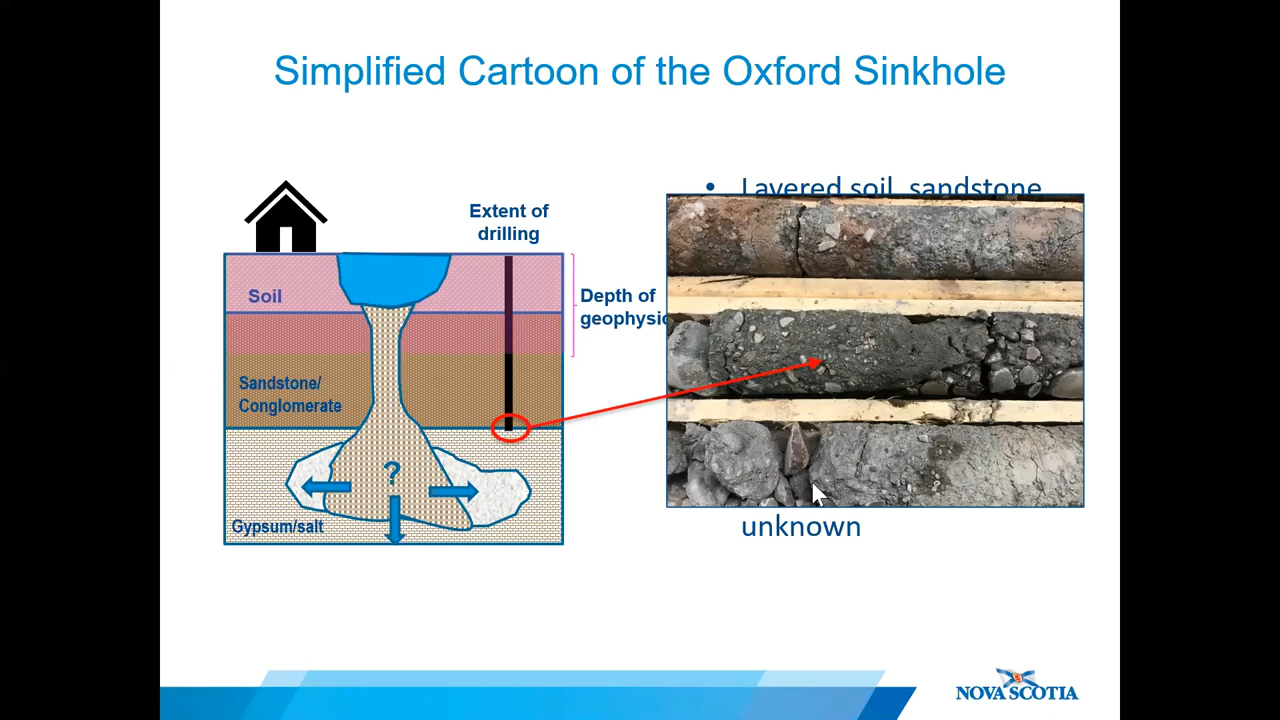 Simplified Cartoon of the Oxford Sinkhole
• Layered soil, sandstone
Extent of
drilling
Soil
Depth of
geophysic
Sandstone/
Conglomerate
?
Gypsum/salt
unknown
NOVA SCOTIA